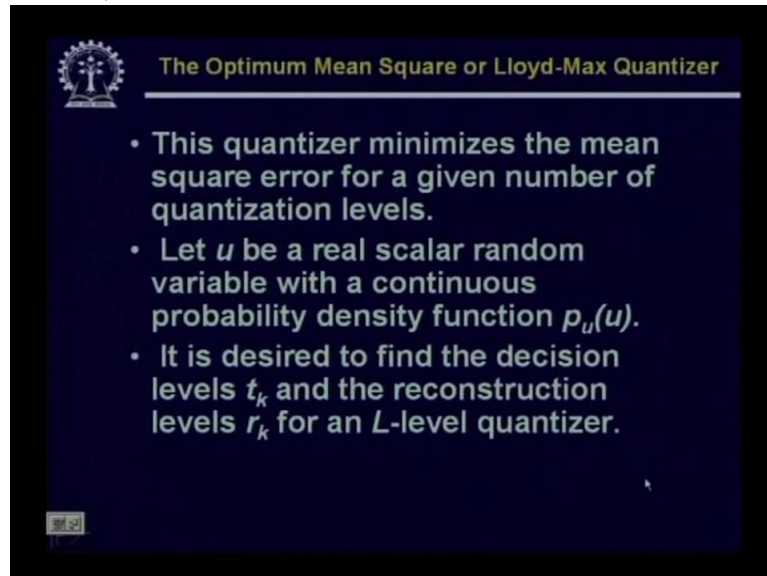 The Optimum Mean Square or Lloyd-Max Quantizer
• This quantizer minimizes the mean
square error for a given number of
quantization levels.
• Let u be a real scalar random
variable with a continuous
probability density function pᵤ(u).
• It is desired to find the decision
levels tₖ and the reconstruction
levels rₖ for an L-level quantizer.